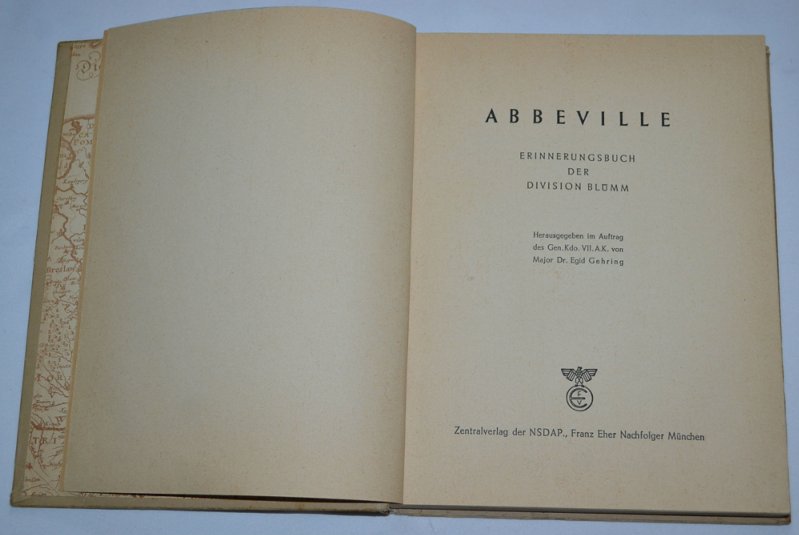 ABBEVILLE
ERINNERUNGSBUCH
DER
DIVISION BLÜMM
Herausgegeben im Auftrag
des Gen. Kdo. VII. A. K. von
Major Dr. Egid Gehring
Zentralverlag der NSDAP., Franz Eher Nachfolger München